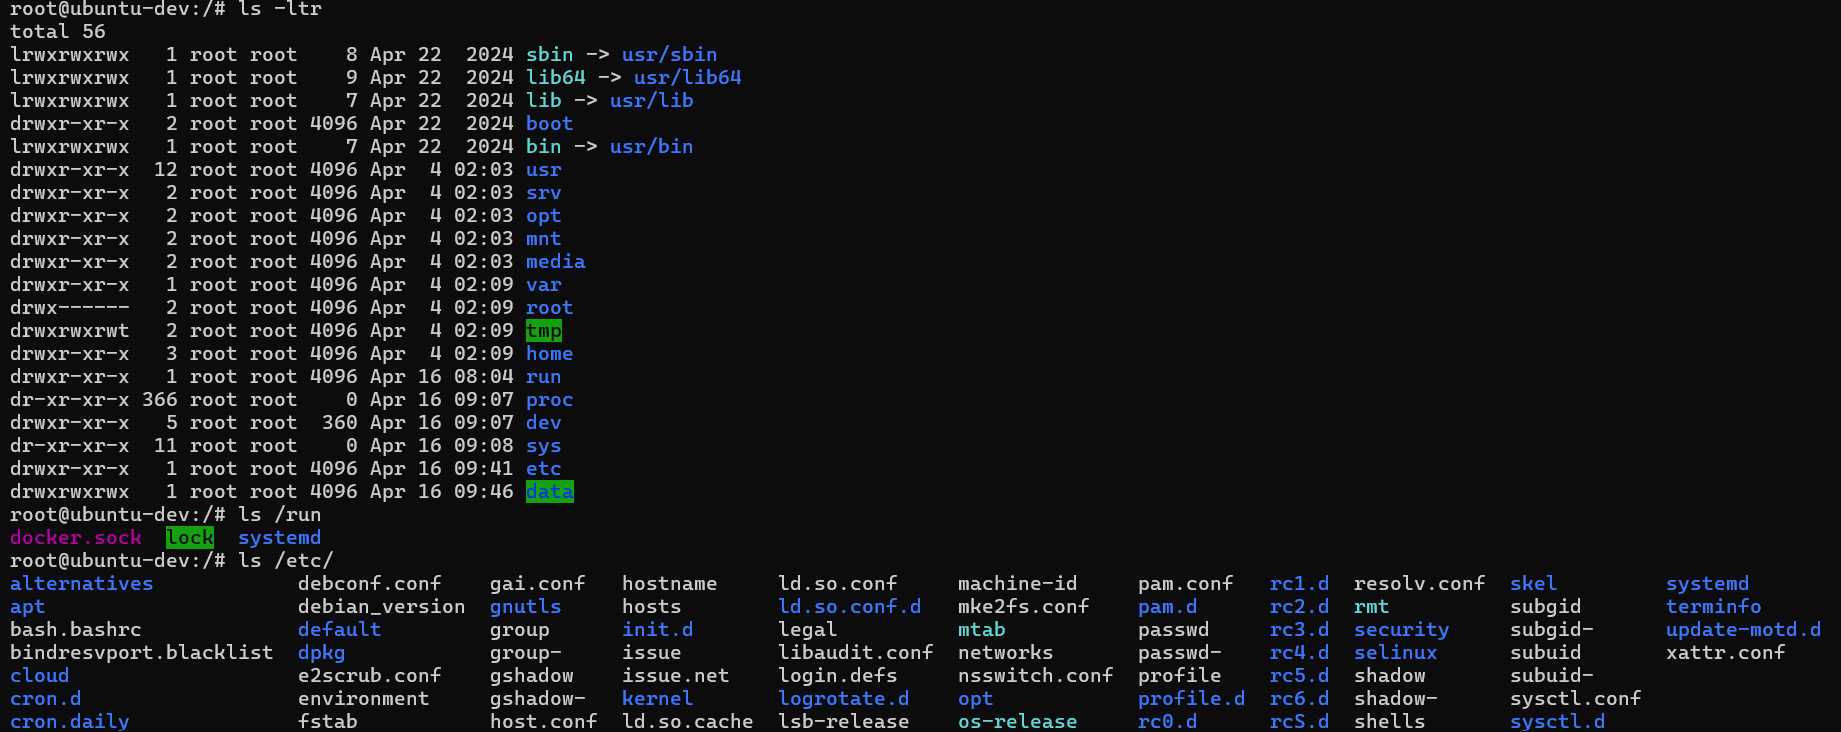 root@ubuntu-dev:/# ls -ltr
total 56
lrwxrwxrwx   1 root root    8 Apr 22  2024 sbin -> usr/sbin
lrwxrwxrwx   1 root root    9 Apr 22  2024 lib64 -> usr/lib64
lrwxrwxrwx   1 root root    7 Apr 22  2024 lib -> usr/lib
drwxr-xr-x   2 root root 4096 Apr 22  2024 boot
lrwxrwxrwx   1 root root    7 Apr 22  2024 bin -> usr/bin
drwxr-xr-x  12 root root 4096 Apr  4 02:03 usr
drwxr-xr-x   2 root root 4096 Apr  4 02:03 srv
drwxr-xr-x   2 root root 4096 Apr  4 02:03 opt
drwxr-xr-x   2 root root 4096 Apr  4 02:03 mnt
drwxr-xr-x   2 root root 4096 Apr  4 02:03 media
drwxr-xr-x   1 root root 4096 Apr  4 02:09 var
drwx------   2 root root 4096 Apr  4 02:09 root
drwxrwxrwt   2 root root 4096 Apr  4 02:09 tmp
drwxr-xr-x   3 root root 4096 Apr  4 02:09 home
drwxr-xr-x   1 root root 4096 Apr 16 08:04 run
dr-xr-xr-x 366 root root    0 Apr 16 09:07 proc
drwxr-xr-x   5 root root  360 Apr 16 09:07 dev
dr-xr-xr-x  11 root root    0 Apr 16 09:08 sys
drwxr-xr-x   1 root root 4096 Apr 16 09:41 etc
drwxrwxrwx   1 root root 4096 Apr 16 09:46 data
root@ubuntu-dev:/# ls /run
docker.sock  lock  systemd
root@ubuntu-dev:/# ls /etc/
alternatives            debconf.conf    gai.conf   hostname     ld.so.conf    machine-id     pam.conf   rc1.d  resolv.conf  skel         systemd
apt                     debian_version  gnutls     hosts        ld.so.conf.d  mke2fs.conf    pam.d      rc2.d  rmt          subgid       terminfo
bash.bashrc             default         group      init.d       legal         mtab           passwd     rc3.d  security     subgid-      update-motd.d
bindresvport.blacklist  dpkg            group-     issue        libaudit.conf  networks       passwd-    rc4.d  selinux      subuid       xattr.conf
cloud                   e2scrub.conf    gshadow    issue.net    login.defs    nsswitch.conf  profile    rc5.d  shadow       subuid-
cron.d                  environment     gshadow-   kernel       logrotate.d   opt            profile.d  rc6.d  shadow-      sysctl.conf
cron.daily              fstab           host.conf  ld.so.cache  lsb-release   os-release     rc0.d      rcS.d  shells       sysctl.d